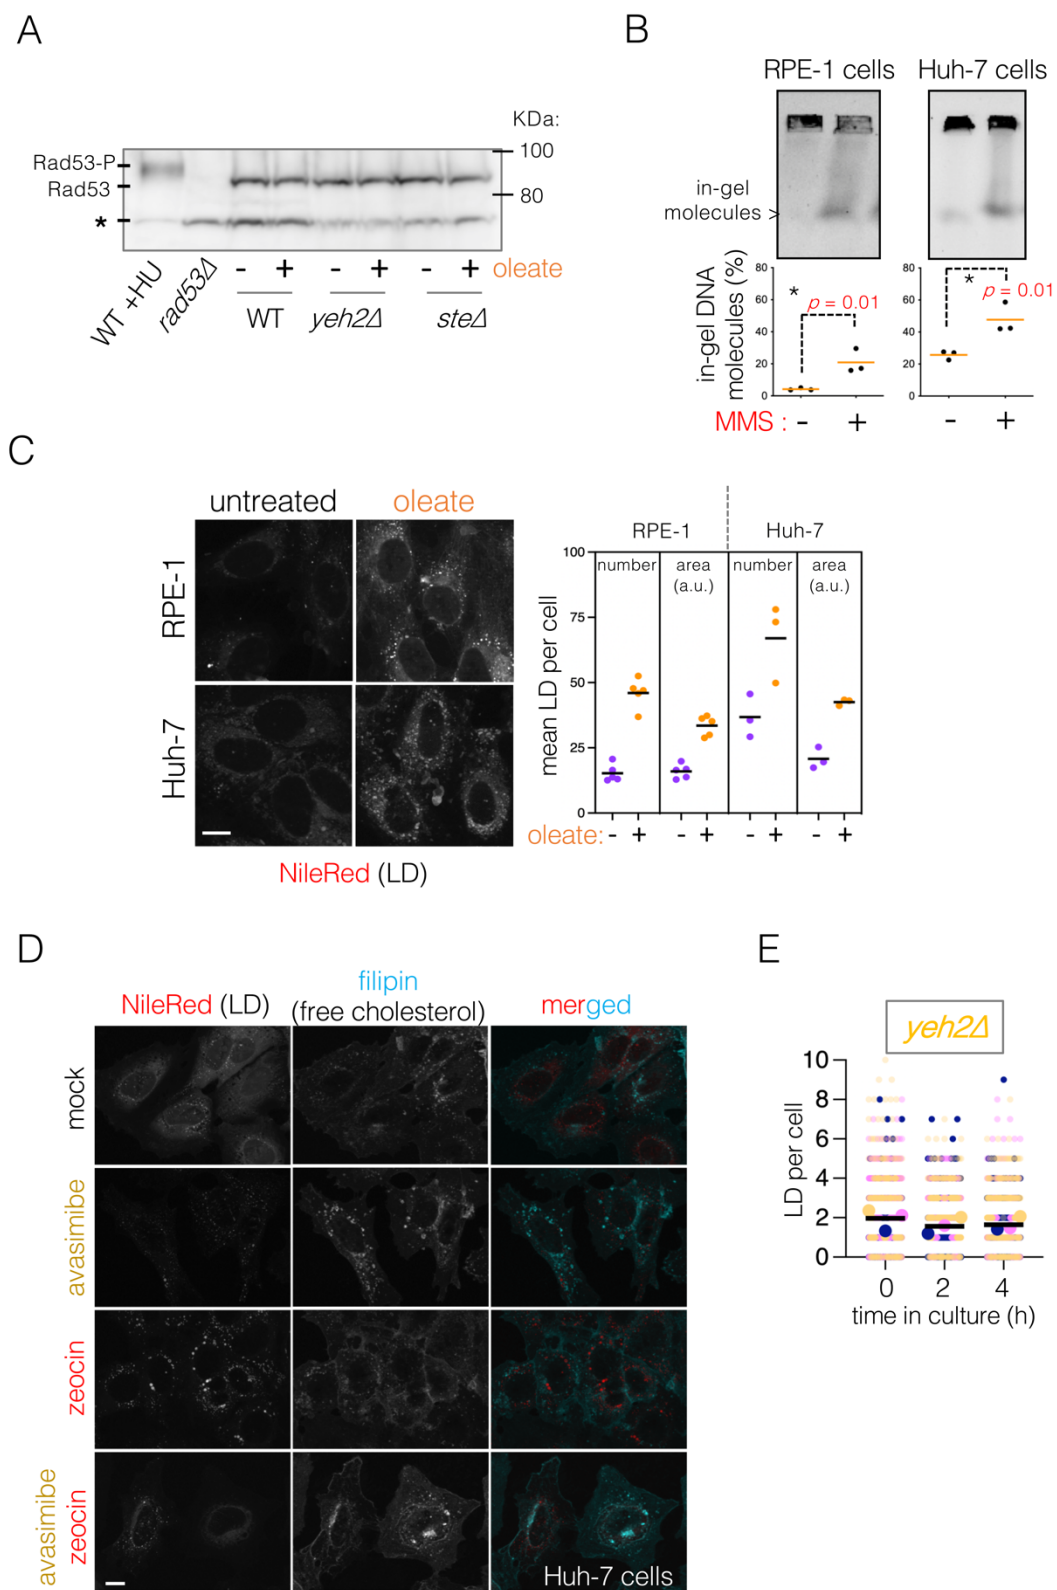 A
KDa:
100
80
Rad53-P
Rad53
*
- + - + - + oleate
WT +HU
rad53Δ
WT
yeh2Δ
steΔ
B
RPE-1 cells
Huh-7 cells
in-gel
molecules >
in-gel DNA
molecules (%)
80
60
40
20
0
*
p = 0.01
80
60
40
20
0
*
p = 0.01
MMS : - + - +
C
untreated
oleate
RPE-1
Huh-7
NileRed (LD)
RPE-1
Huh-7
number
area
(a.u.)
number
area
(a.u.)
mean LD per cell
100
75
50
25
0
oleate: - + - + - + - +
D
NileRed (LD)
filipin
(free cholesterol)
merged
mock
avasimibe
zeocin
avasimibe
zeocin
Huh-7 cells
E
yeh2Δ
LD per cell
10
8
6
4
2
0
0 2 4
time in culture (h)